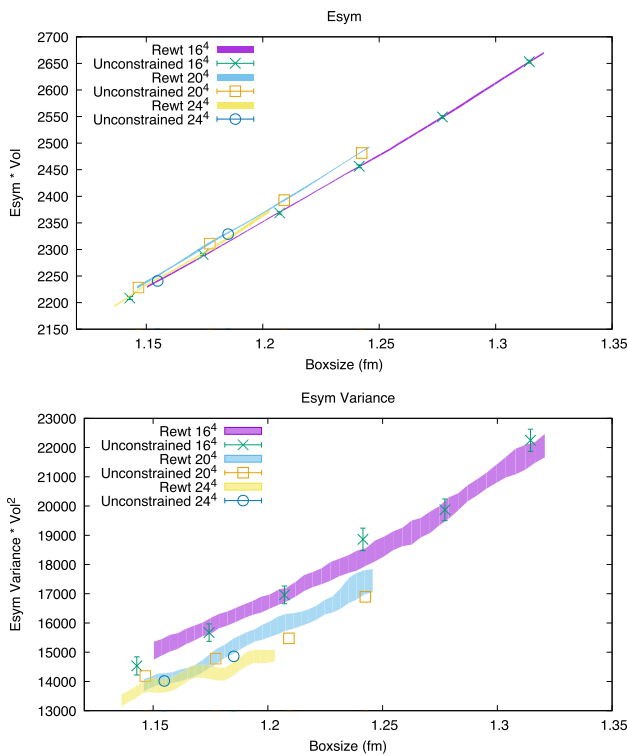 Esym
Esym * Vol
2700
2650
2600
2550
2500
2450
2400
2350
2300
2250
2200
2150
Rewt 16⁴
Unconstrained 16⁴
Rewt 20⁴
Unconstrained 20⁴
Rewt 24⁴
Unconstrained 24⁴
1.15 1.2 1.25 1.3 1.35
Boxsize (fm)
Esym Variance
Esym Variance * Vol²
23000
22000
21000
20000
19000
18000
17000
16000
15000
14000
13000
Rewt 16⁴
Unconstrained 16⁴
Rewt 20⁴
Unconstrained 20⁴
Rewt 24⁴
Unconstrained 24⁴
1.15 1.2 1.25 1.3 1.35
Boxsize (fm)